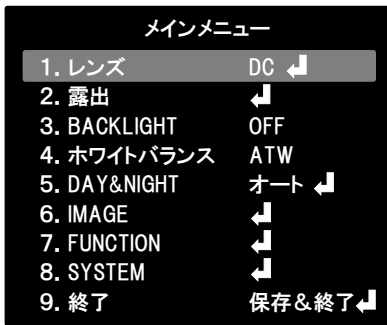 メインメニュー
1. レンズ DC ↲
2. 露出 ↲
3. BACKLIGHT OFF
4. ホワイトバランス ATW
5. DAY&NIGHT オート ↲
6. IMAGE ↲
7. FUNCTION ↲
8. SYSTEM ↲
9. 終了 保存&終了↲